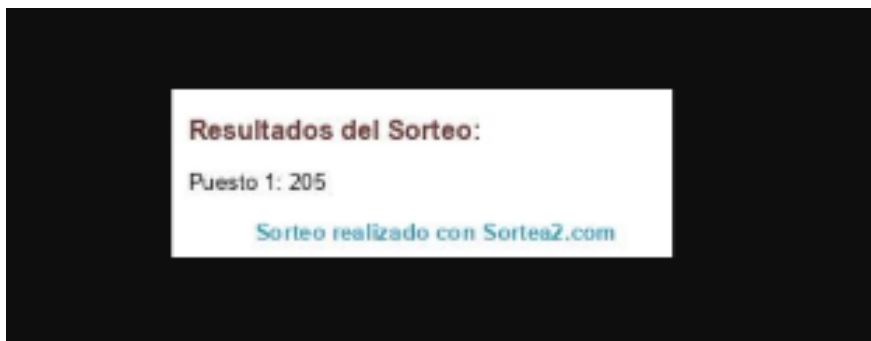 Resultados del Sorteo:
Puesto 1: 205
Sorteo realizado con Sortea2.com